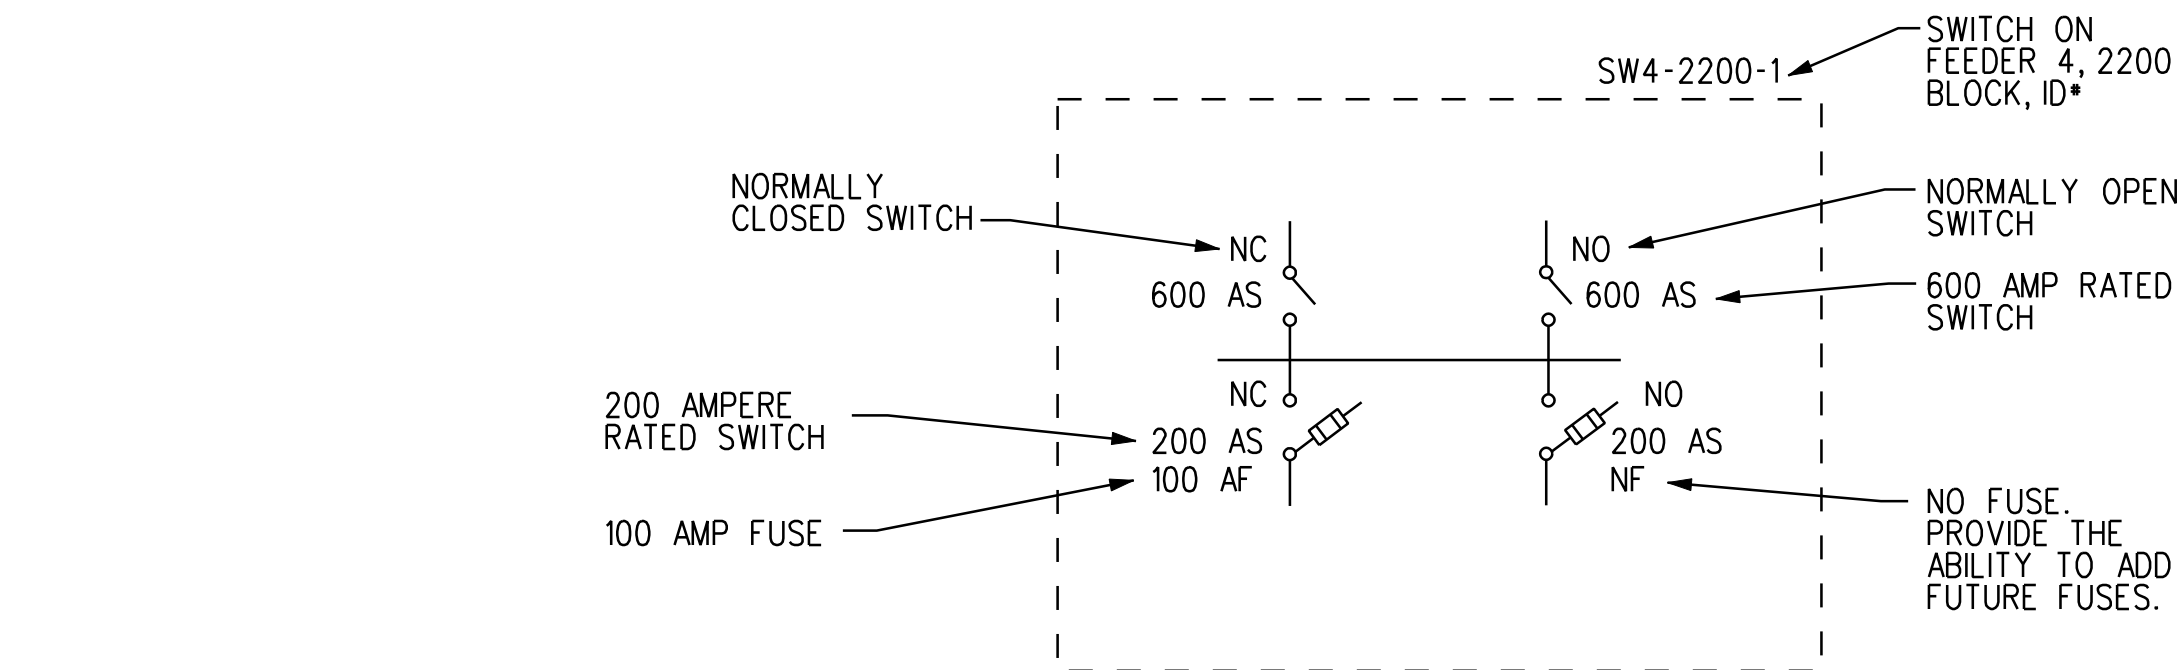 SW4-2200-1
SWITCH ON
FEEDER 4, 2200
BLOCK, ID#
NORMALLY
CLOSED SWITCH
NC
600 AS
NO
600 AS
NORMALLY OPEN
SWITCH
600 AMP RATED
SWITCH
200 AMPERE
RATED SWITCH
100 AMP FUSE
NC
200 AS
100 AF
NO
200 AS
NF
NO FUSE.
PROVIDE THE
ABILITY TO ADD
FUTURE FUSES.